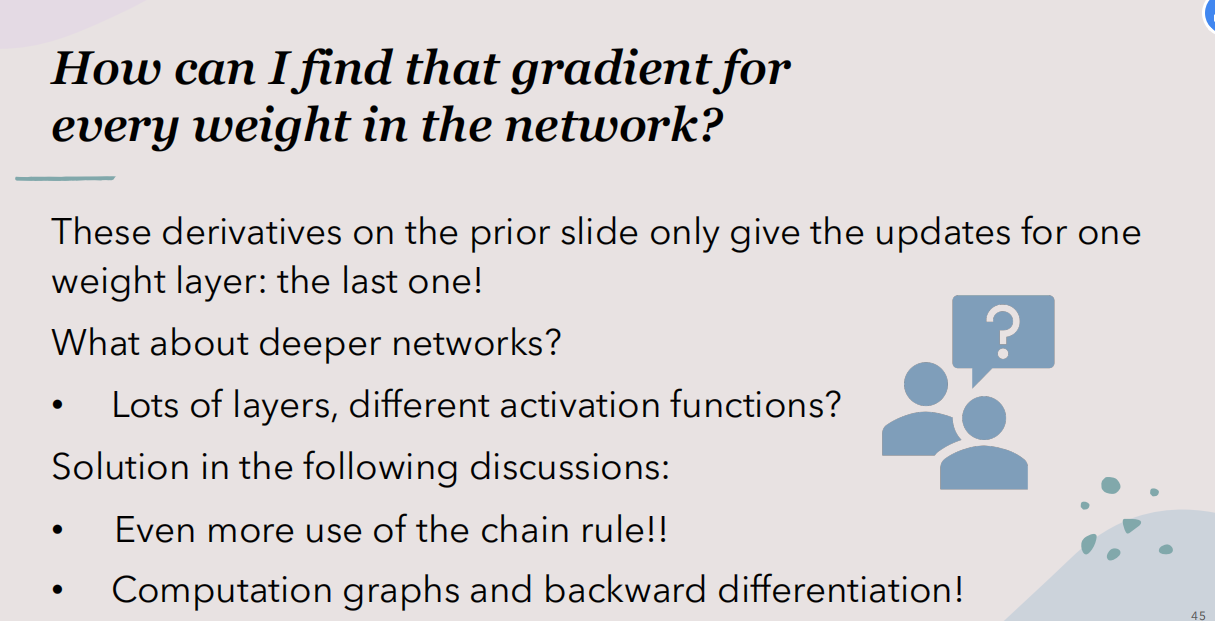 How can I find that gradient for
every weight in the network?
These derivatives on the prior slide only give the updates for one
weight layer: the last one!
What about deeper networks?
• Lots of layers, different activation functions?
Solution in the following discussions:
• Even more use of the chain rule!!
• Computation graphs and backward differentiation!
?
45